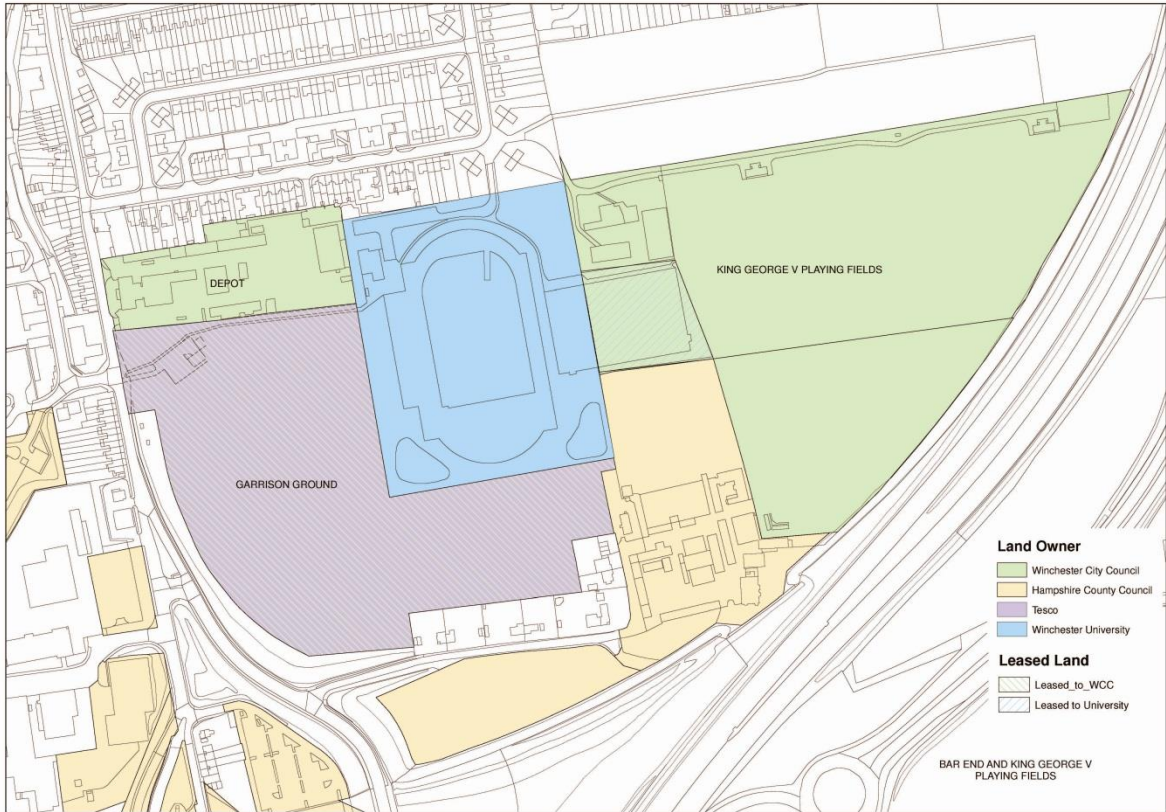 DEPOT
KING GEORGE V PLAYING FIELDS
GARRISON GROUND
Land Owner
Winchester City Council
Hampshire County Council
Tesco
Winchester University
Leased Land
Leased_to_WCC
Leased to University
BAR END AND KING GEORGE V
PLAYING FIELDS